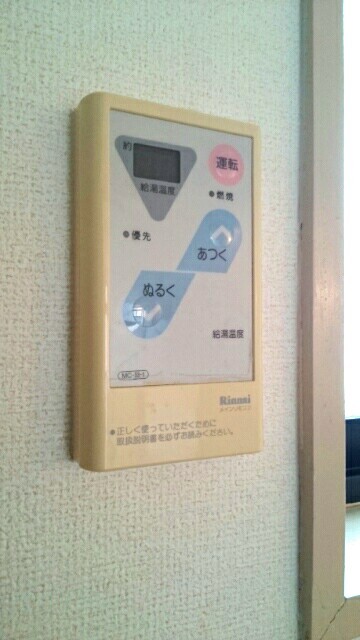 約
運転
給湯温度
燃焼
優先
あつく
ぬるく
給湯温度
Rinnai
メインリモコン
●正しく使っていただくために
取扱説明書を必ずお読みください。